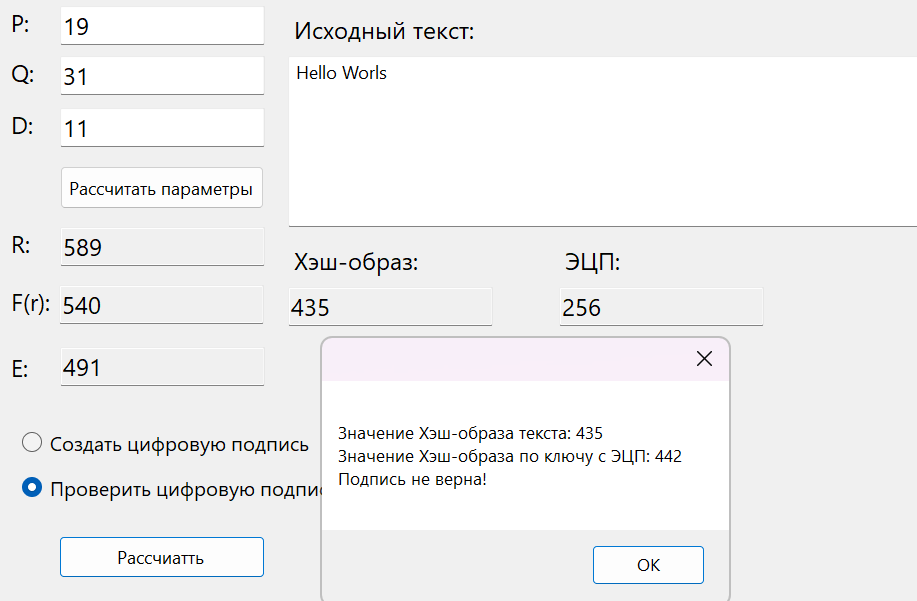 P: 19
Q: 31
D: 11
Рассчитать параметры
R: 589
F(r): 540
E: 491
Исходный текст:
Hello Worls
Хэш-образ:
435
ЭЦП:
256
Создать цифровую подпись
Проверить цифровую подпис
Рассчиатть
Значение Хэш-образа текста: 435
Значение Хэш-образа по ключу с ЭЦП: 442
Подпись не верна!
OK